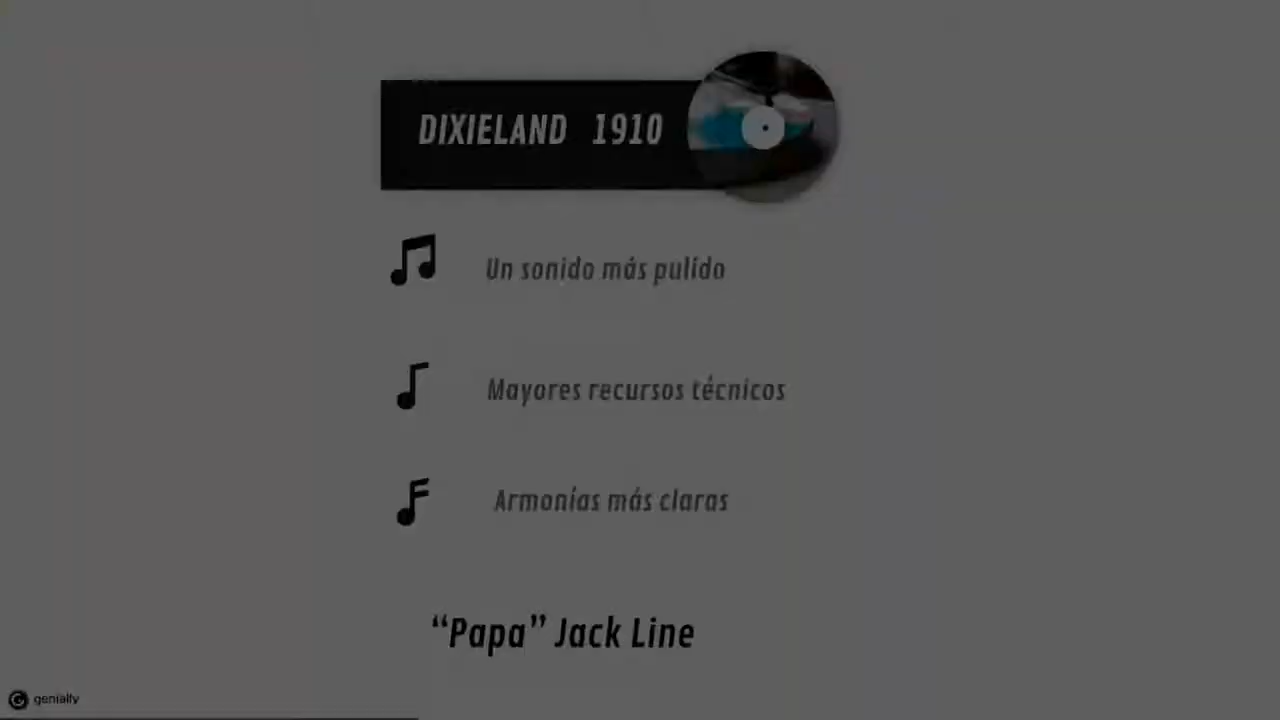 DIXIELAND 1910
Un sonido más pulido
Mayores recursos técnicos
Armonías más claras
“Papa” Jack Line
genially